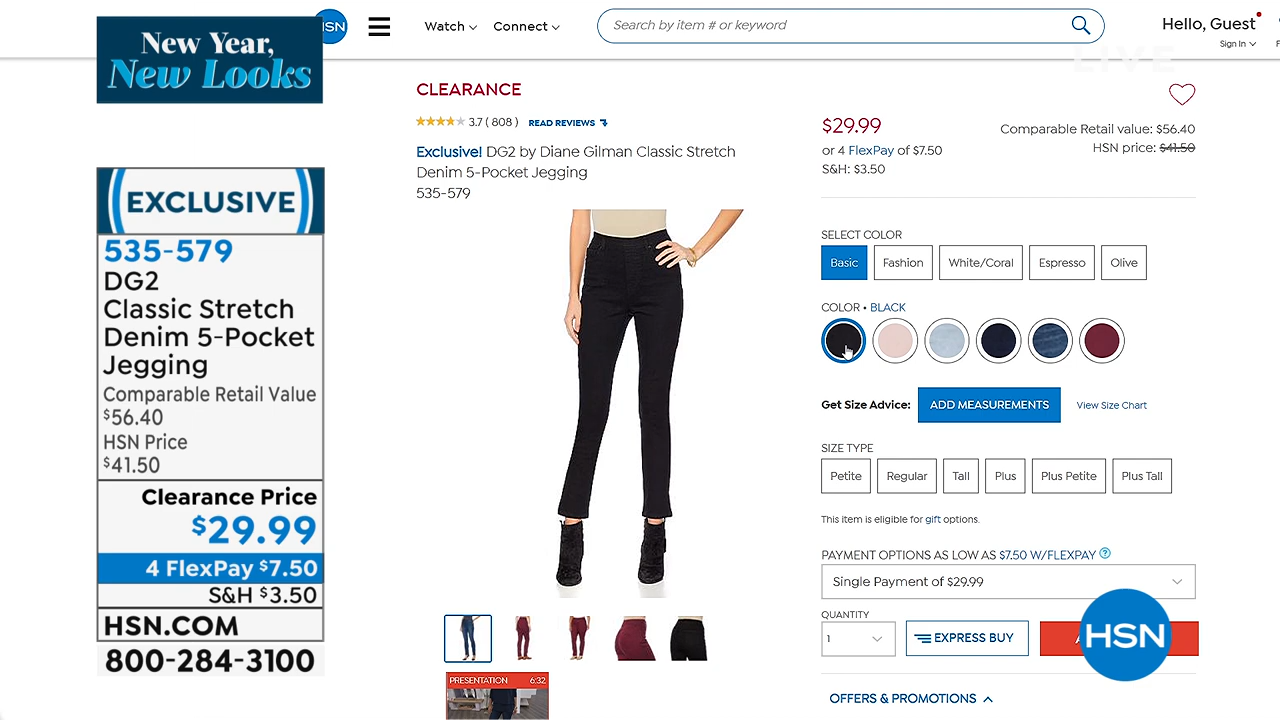 New Year,
New Looks
EXCLUSIVE
535-579
DG2
Classic Stretch
Denim 5-Pocket
Jegging
Comparable Retail Value
$56.40
HSN Price
$41.50
Clearance Price
$29.99
4 FlexPay $7.50
S&H $3.50
HSN.COM
800-284-3100
Watch
Connect
Search by item # or keyword
Hello, Guest
Sign In
LIVE
CLEARANCE
3.7 ( 808 ) READ REVIEWS
Exclusive! DG2 by Diane Gilman Classic Stretch
Denim 5-Pocket Jegging
535-579
PRESENTATION 6:32
$29.99
or 4 FlexPay of $7.50
S&H: $3.50
Comparable Retail value: $56.40
HSN price: $41.50
SELECT COLOR
Basic Fashion White/Coral Espresso Olive
COLOR • BLACK
Get Size Advice: ADD MEASUREMENTS View Size Chart
SIZE TYPE
Petite Regular Tall Plus Plus Petite Plus Tall
This item is eligible for gift options.
PAYMENT OPTIONS AS LOW AS $7.50 W/FLEXPAY ?
Single Payment of $29.99
QUANTITY
1 EXPRESS BUY
HSN
OFFERS & PROMOTIONS